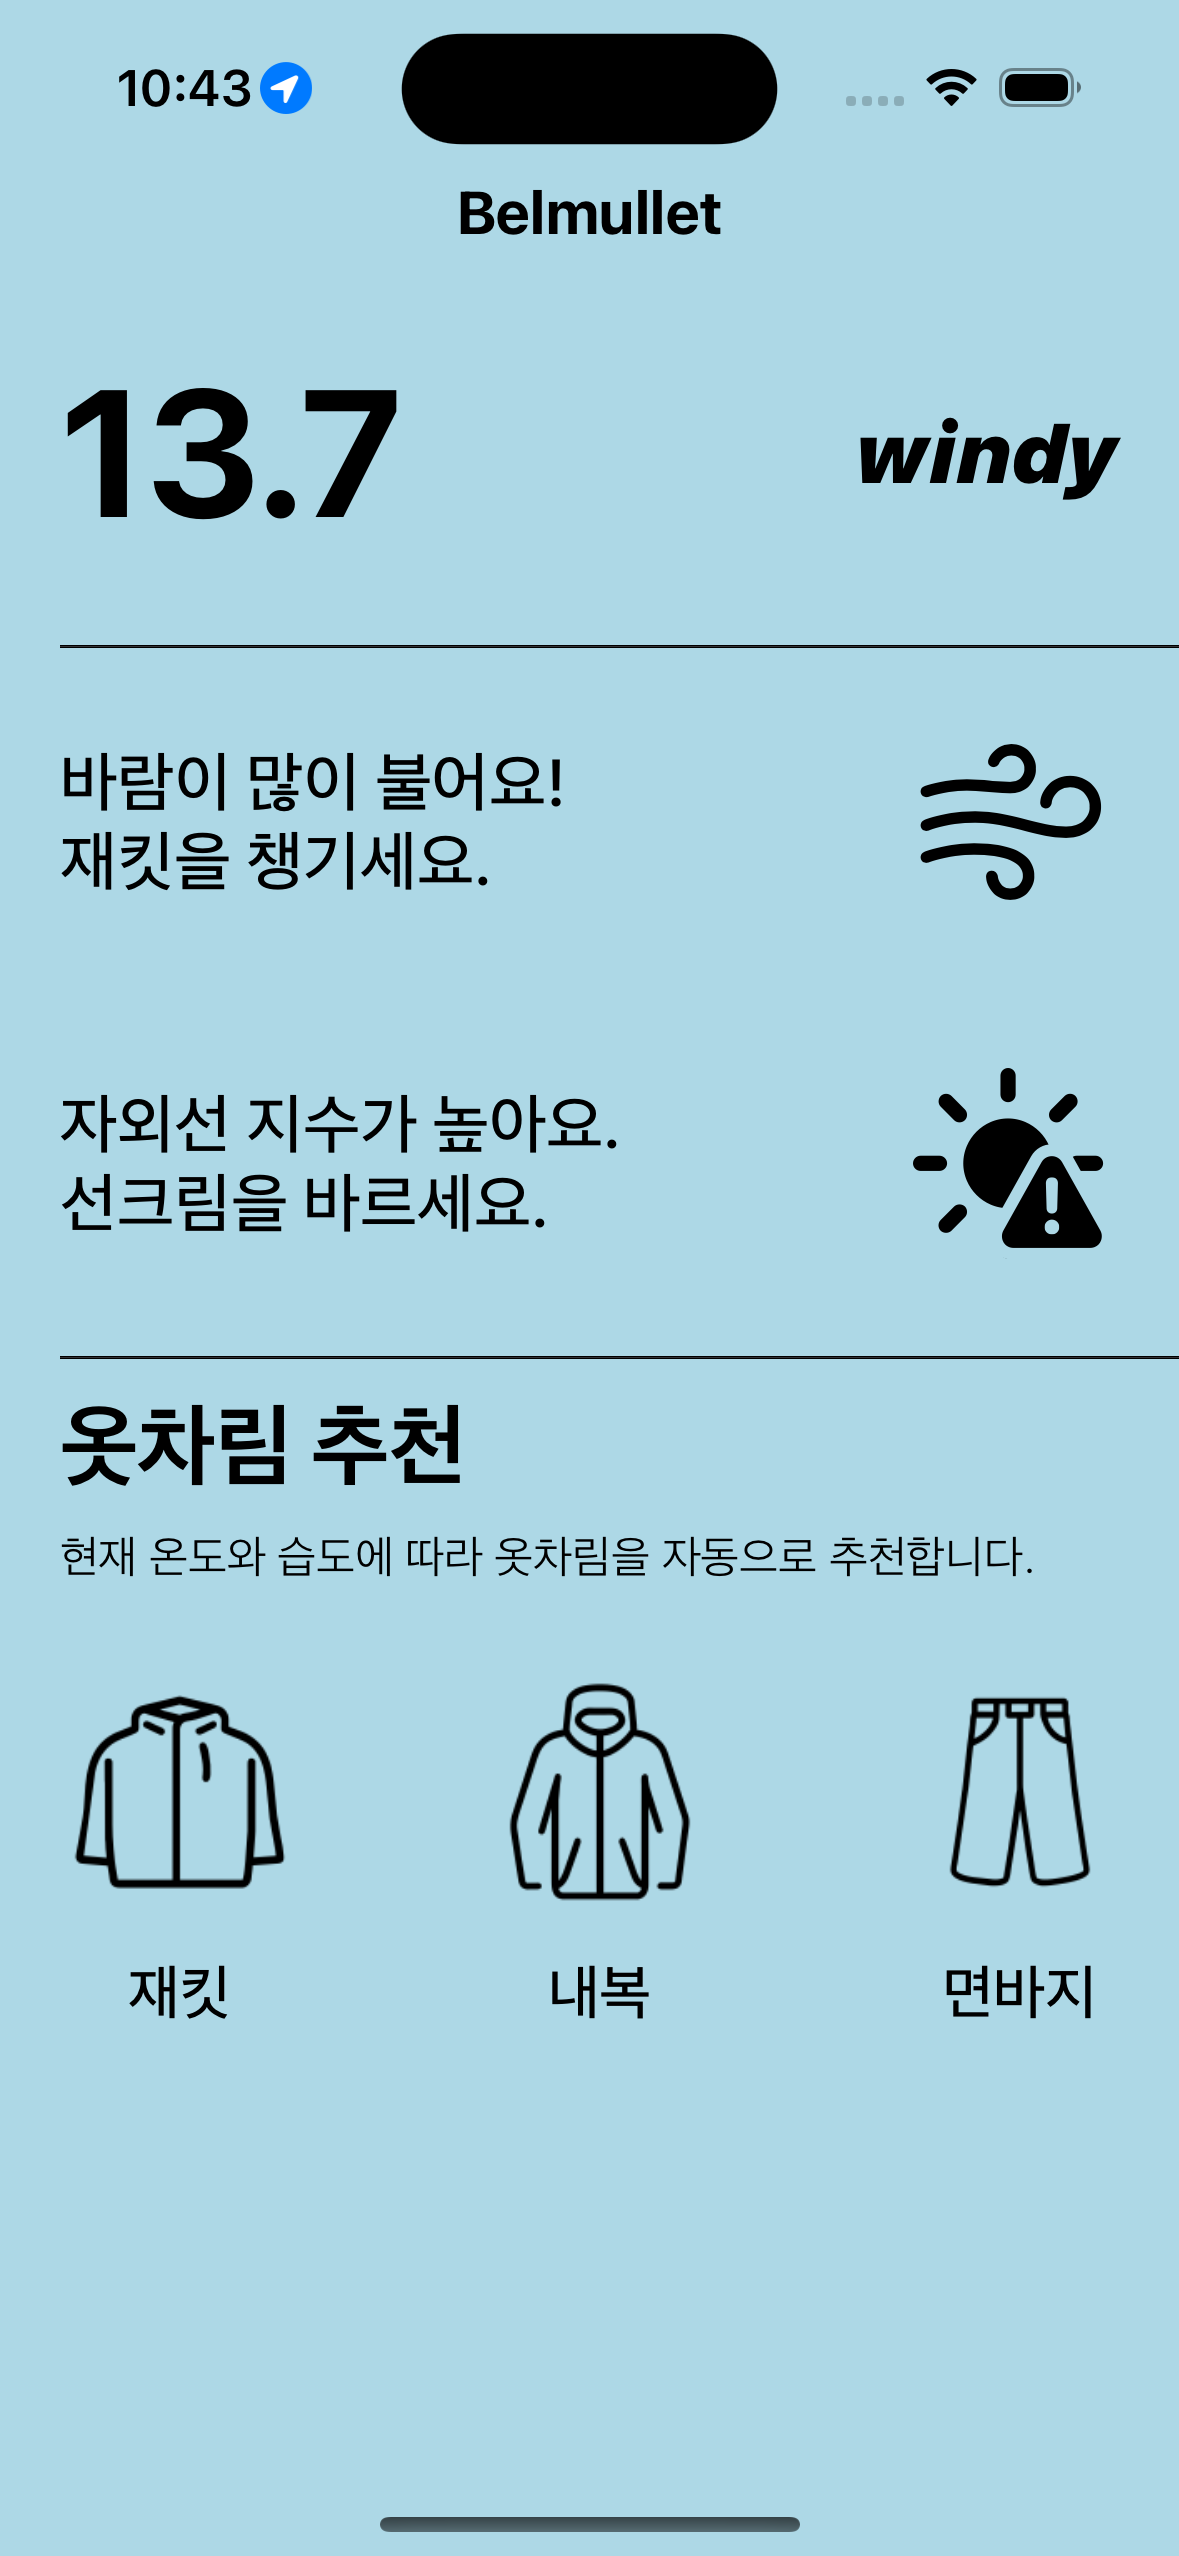 10:43
Belmullet
13.7
windy
바람이 많이 불어요!
재킷을 챙기세요.
자외선 지수가 높아요.
선크림을 바르세요.
옷차림 추천
현재 온도와 습도에 따라 옷차림을 자동으로 추천합니다.
재킷
내복
면바지